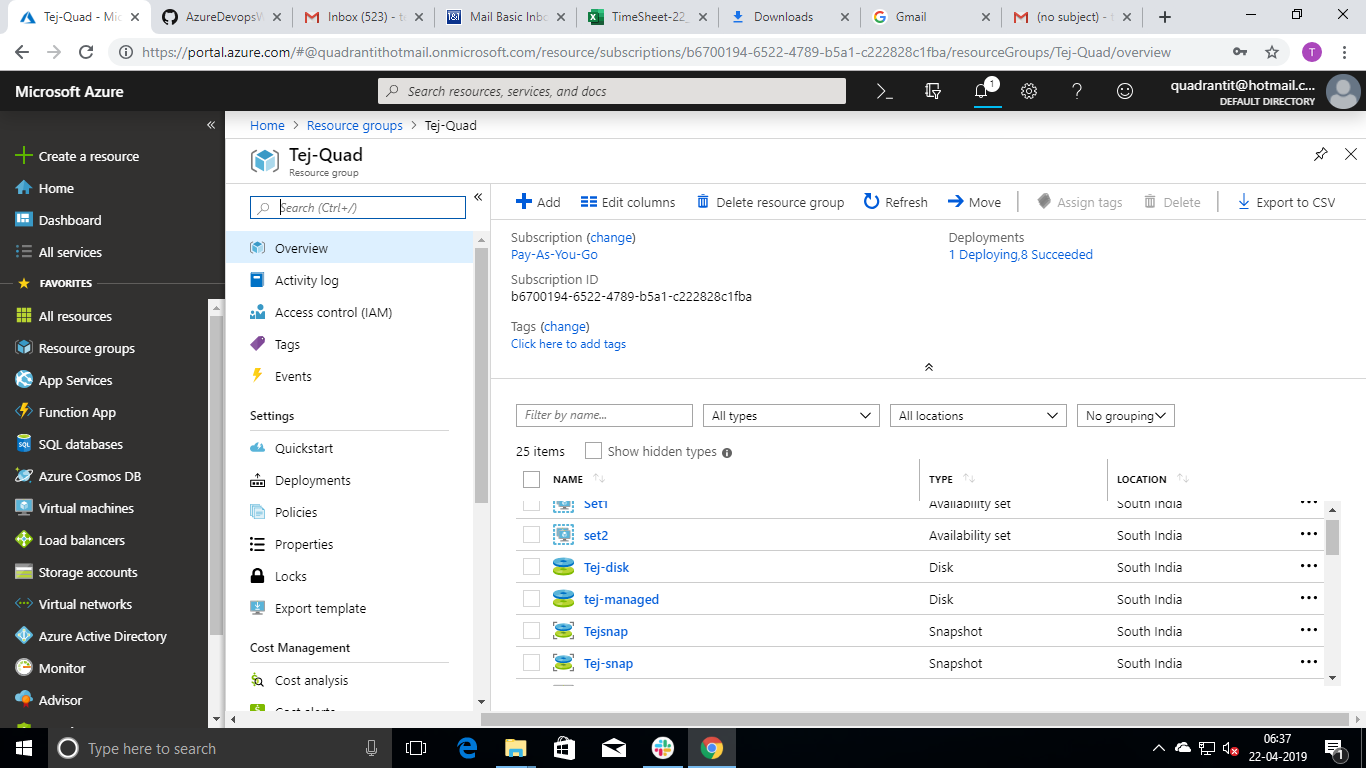 Tej-Quad - Mic
AzureDevopsW
Inbox (523) - te
Mail Basic Inbo
TimeSheet-22_
Downloads
Gmail
(no subject) - t
https://portal.azure.com/#@quadrantithotmail.onmicrosoft.com/resource/subscriptions/b6700194-6522-4789-b5a1-c222828c1fba/resourceGroups/Tej-Quad/overview
T
Microsoft Azure
Search resources, services, and docs
1
quadrantit@hotmail.c...
DEFAULT DIRECTORY
Create a resource
Home
Dashboard
All services
FAVORITES
All resources
Resource groups
App Services
Function App
SQL databases
Azure Cosmos DB
Virtual machines
Load balancers
Storage accounts
Virtual networks
Azure Active Directory
Monitor
Advisor
Home > Resource groups > Tej-Quad
Tej-Quad
Resource group
Search (Ctrl+/)
Overview
Activity log
Access control (IAM)
Tags
Events
Settings
Quickstart
Deployments
Policies
Properties
Locks
Export template
Cost Management
Cost analysis
Cost alerts
Add
Edit columns
Delete resource group
Refresh
Move
Assign tags
Delete
Export to CSV
Subscription (change)
Pay-As-You-Go
Subscription ID
b6700194-6522-4789-b5a1-c222828c1fba
Tags (change)
Click here to add tags
Deployments
1 Deploying,8 Succeeded
Filter by name...
All types
All locations
No grouping
25 items
Show hidden types
NAME TYPE LOCATION
Set1 Availability set South India
set2 Availability set South India
Tej-disk Disk South India
tej-managed Disk South India
Tejsnap Snapshot South India
Tej-snap Snapshot South India
Type here to search
06:37
22-04-2019
1